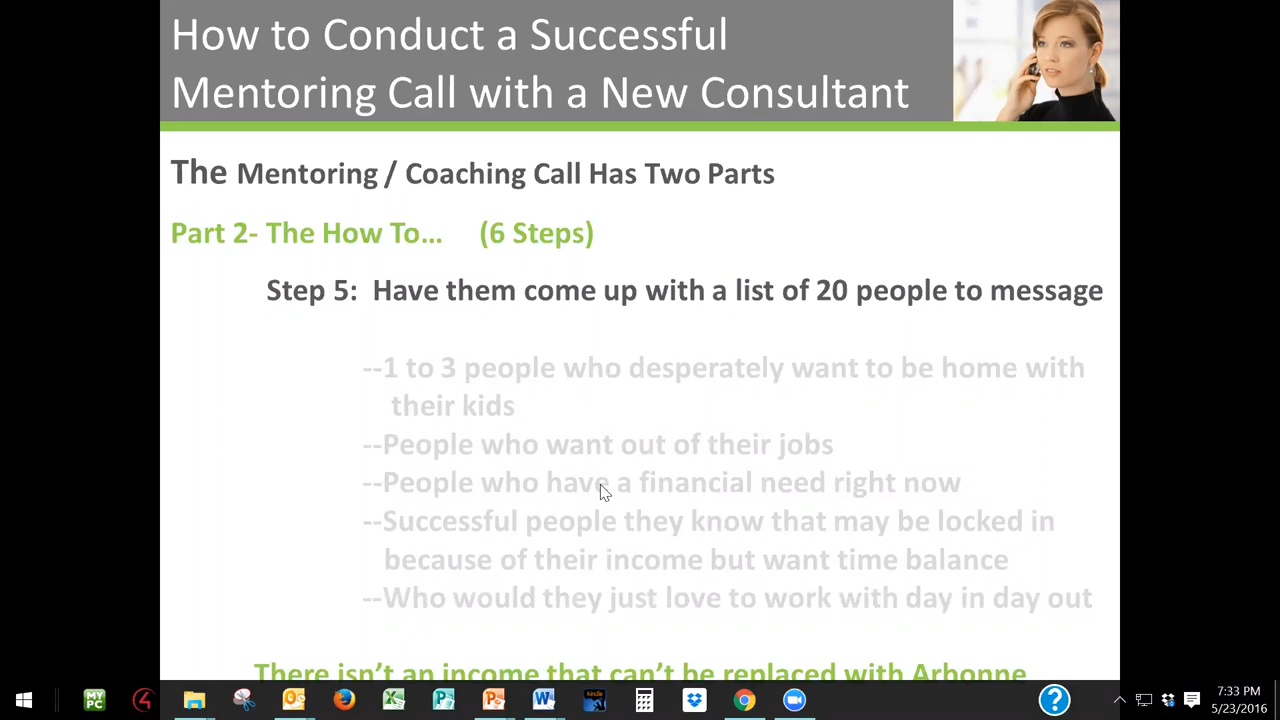 How to Conduct a Successful
Mentoring Call with a New Consultant
The Mentoring / Coaching Call Has Two Parts
Part 2- The How To… (6 Steps)
Step 5: Have them come up with a list of 20 people to message
--1 to 3 people who desperately want to be home with
their kids
--People who want out of their jobs
--People who have a financial need right now
--Successful people they know that may be locked in
because of their income but want time balance
--Who would they just love to work with day in day out
There isn't an income that can't be replaced with Arbonne
MY
PC
kindle
7:33 PM
5/23/2016